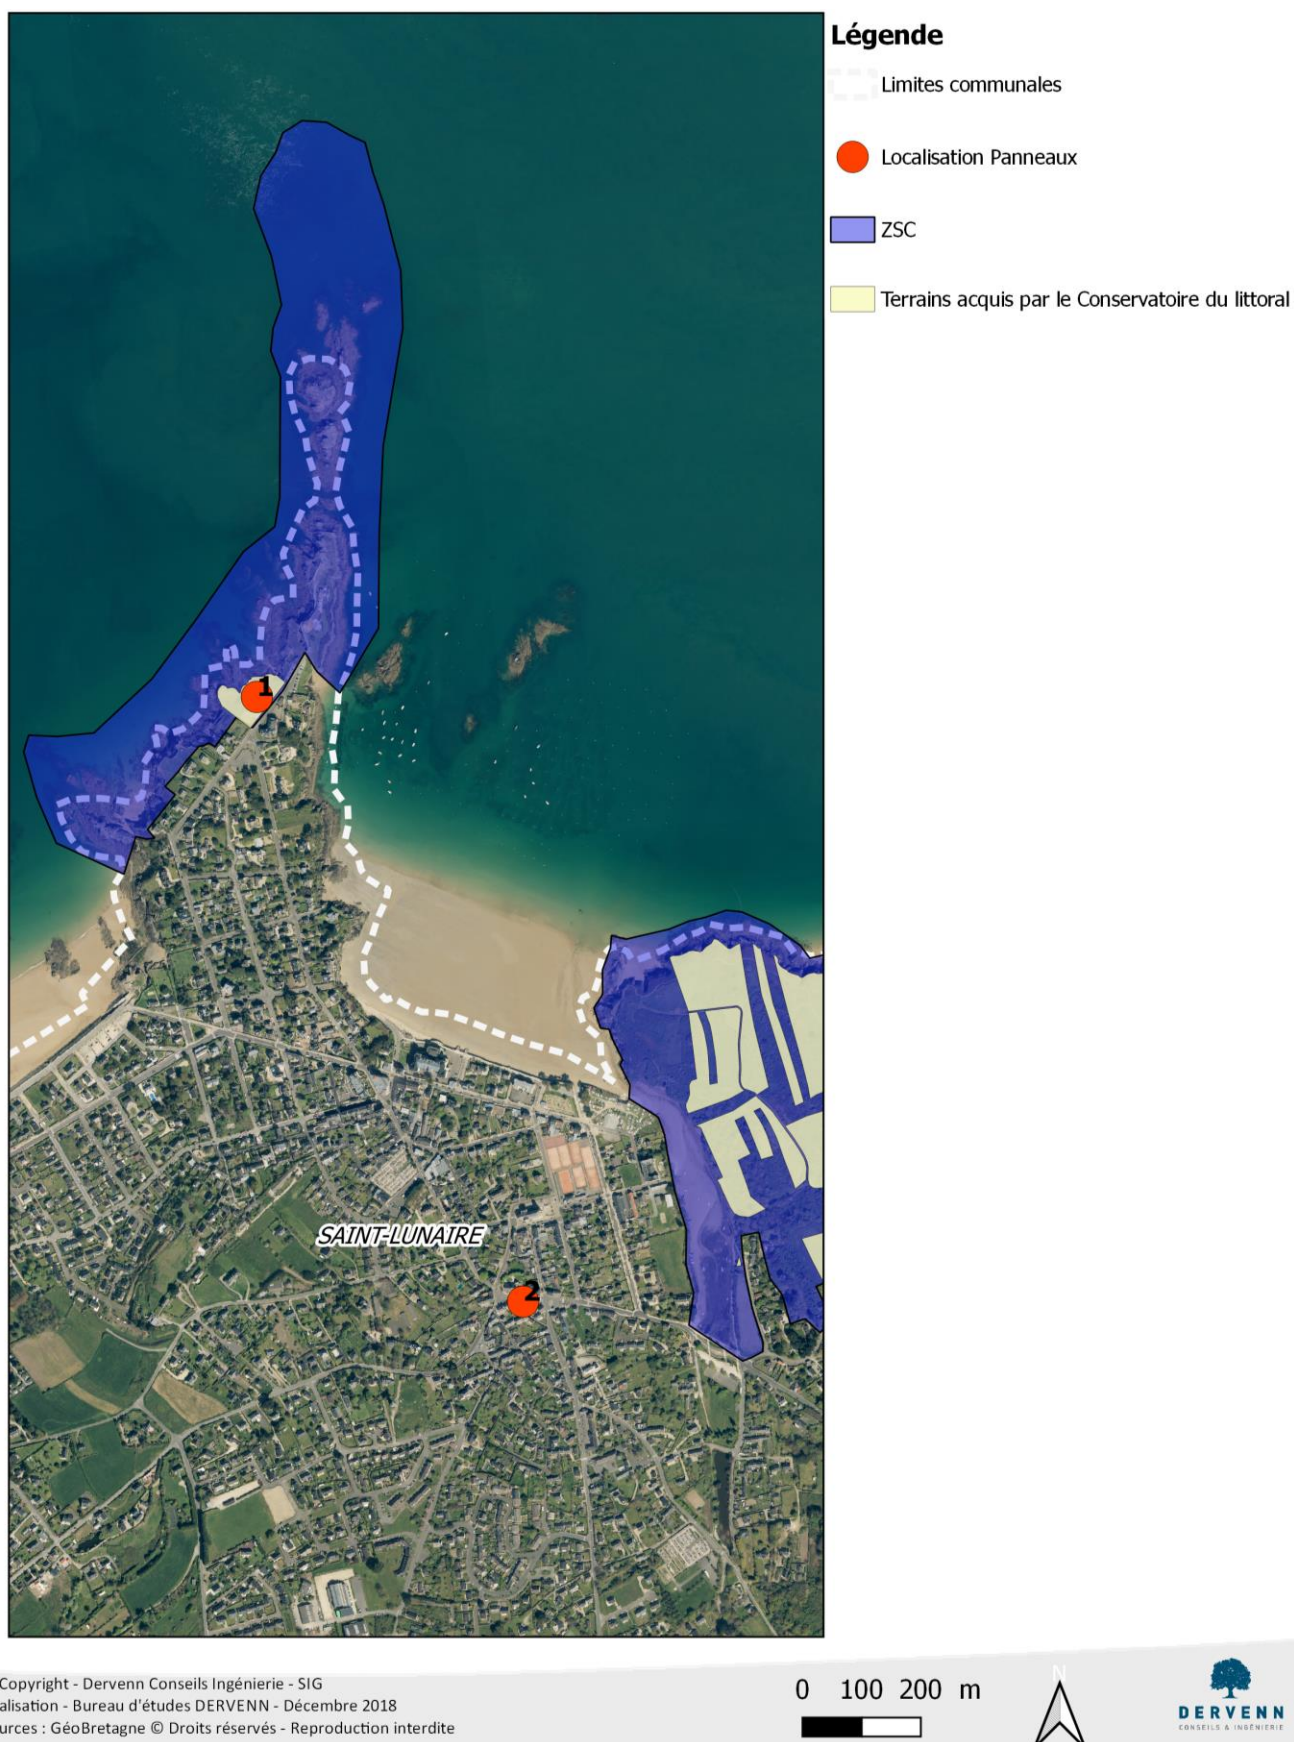 Légende
Limites communales
Localisation Panneaux
ZSC
Terrains acquis par le Conservatoire du littoral
1
SAINT-LUNAIRE
2
Copyright - Dervenn Conseils Ingénierie - SIG
alisation - Bureau d'études DERVENN - Décembre 2018
urces : GéoBretagne © Droits réservés - Reproduction interdite
0 100 200 m
N
DERVENN
CONSEILS & INGÉNIERIE